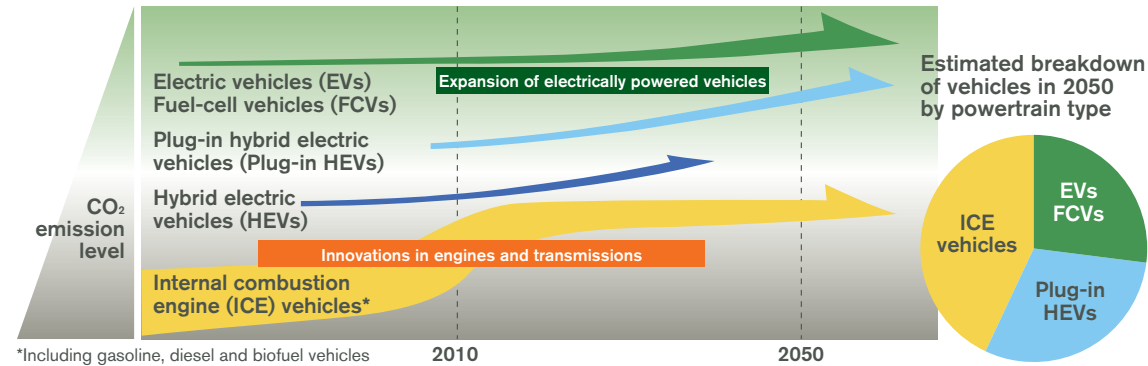 Electric vehicles (EVs)
Fuel-cell vehicles (FCVs)
Expansion of electrically powered vehicles
Plug-in hybrid electric
vehicles (Plug-in HEVs)
Hybrid electric
vehicles (HEVs)
CO₂
emission
level
Innovations in engines and transmissions
Internal combustion
engine (ICE) vehicles*
*Including gasoline, diesel and biofuel vehicles
2010
2050
Estimated breakdown
of vehicles in 2050
by powertrain type
EVs
FCVs
ICE
vehicles
Plug-in
HEVs